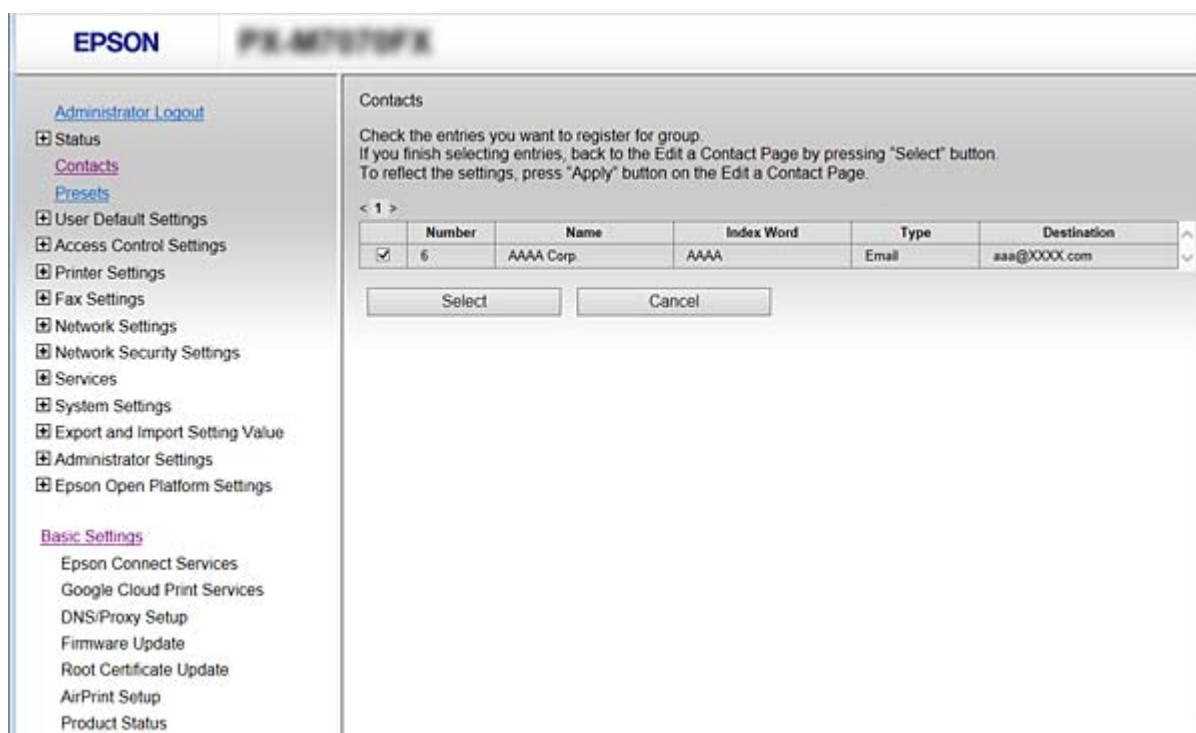 EPSON
Administrator Logout
Status
Contacts
Presets
User Default Settings
Access Control Settings
Printer Settings
Fax Settings
Network Settings
Network Security Settings
Services
System Settings
Export and Import Setting Value
Administrator Settings
Epson Open Platform Settings
Basic Settings
Epson Connect Services
Google Cloud Print Services
DNS/Proxy Setup
Firmware Update
Root Certificate Update
AirPrint Setup
Product Status
Contacts
Check the entries you want to register for group.
If you finish selecting entries, back to the Edit a Contact Page by pressing "Select" button.
To reflect the settings, press "Apply" button on the Edit a Contact Page.
< 1 >
Number Name Index Word Type Destination
6 AAAA Corp. AAAA Email aaa@XXXX.com
Select Cancel